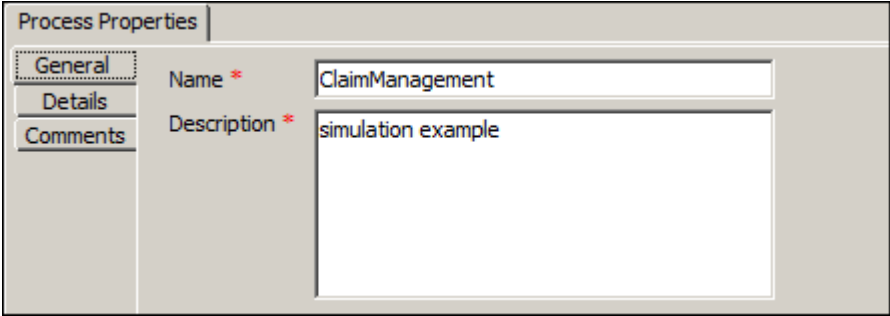 Process Properties
General
Name * ClaimManagement
Details
Description * simulation example
Comments